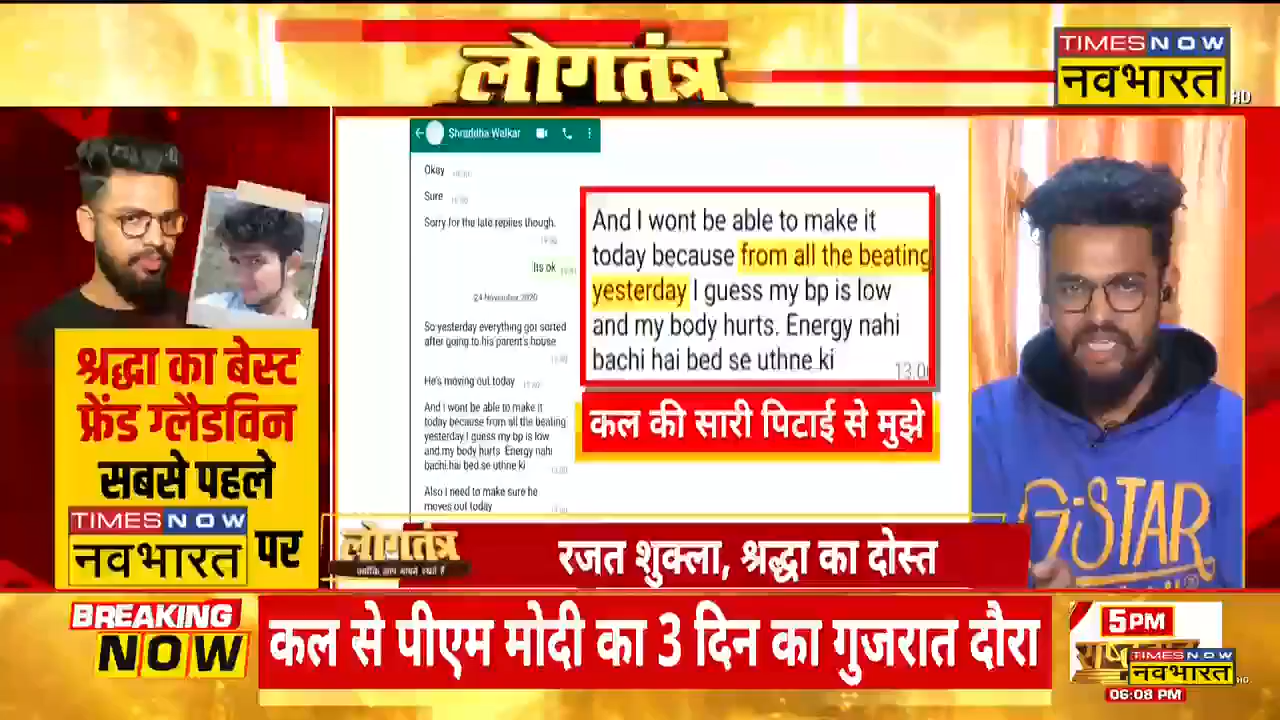 लोगतंत्र
TIMES NOW
नवभारत
HD
Shraddha Walkar
Okay
Sure
Sorry for the late replies though.
Its ok
24 November 2020
So yesterday everything got sorted
after going to his parent's house
He's moving out today
And I wont be able to make it
today because from all the beating
yesterday I guess my bp is low
and my body hurts. Energy nahi
bachi hai bed se uthne ki
Also I need to make sure he
moves out today
And I wont be able to make it
today because from all the beating
yesterday I guess my bp is low
and my body hurts. Energy nahi
bachi hai bed se uthne ki
कल की सारी पिटाई से मुझे
श्रद्धा का बेस्ट
फ्रेंड ग्लैडविन
सबसे पहले
TIMES NOW
नवभारत पर
G-STAR
लोगतंत्र
रजत शुक्ला, श्रद्धा का दोस्त
BREAKING
NOW
कल से पीएम मोदी का 3 दिन का गुजरात दौरा
5PM
TIMES NOW
नवभारत
HD
06:08 PM